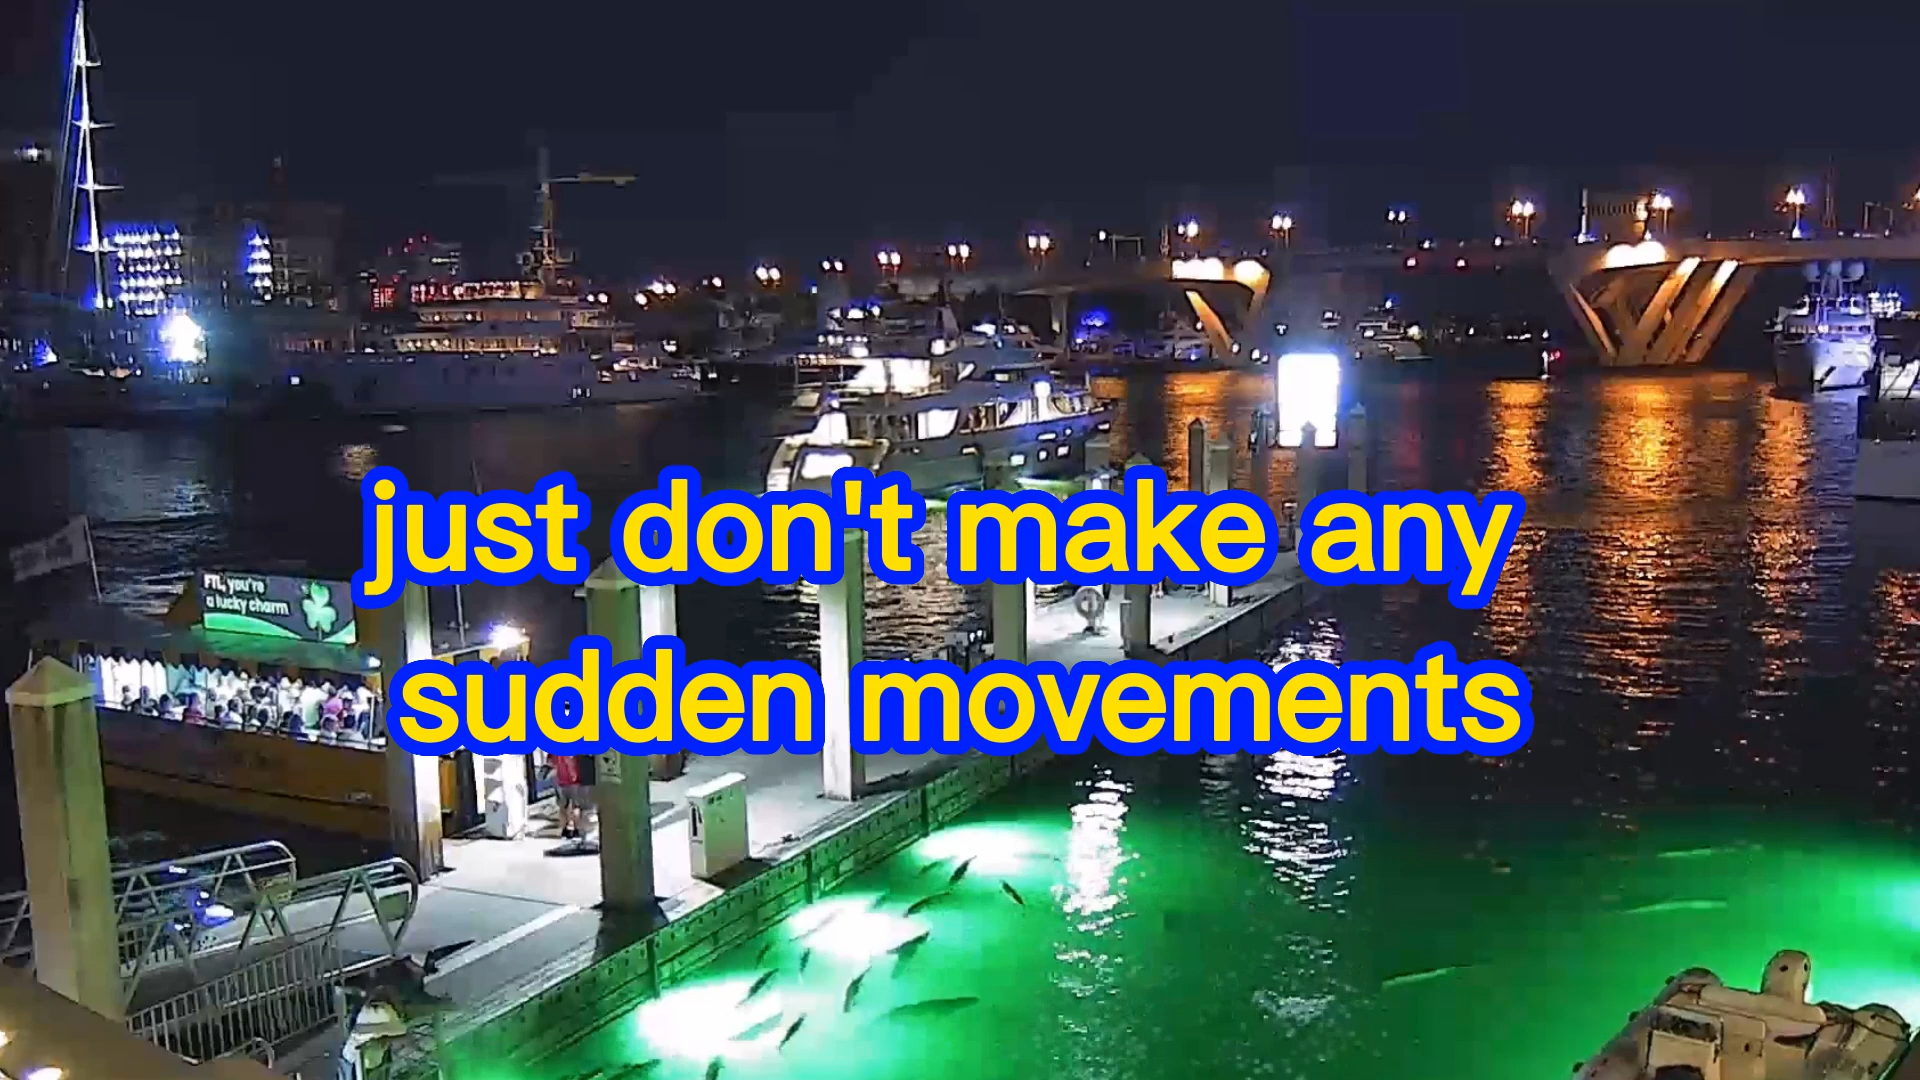 just don't make any
sudden movements
FTL, you're
a lucky charm